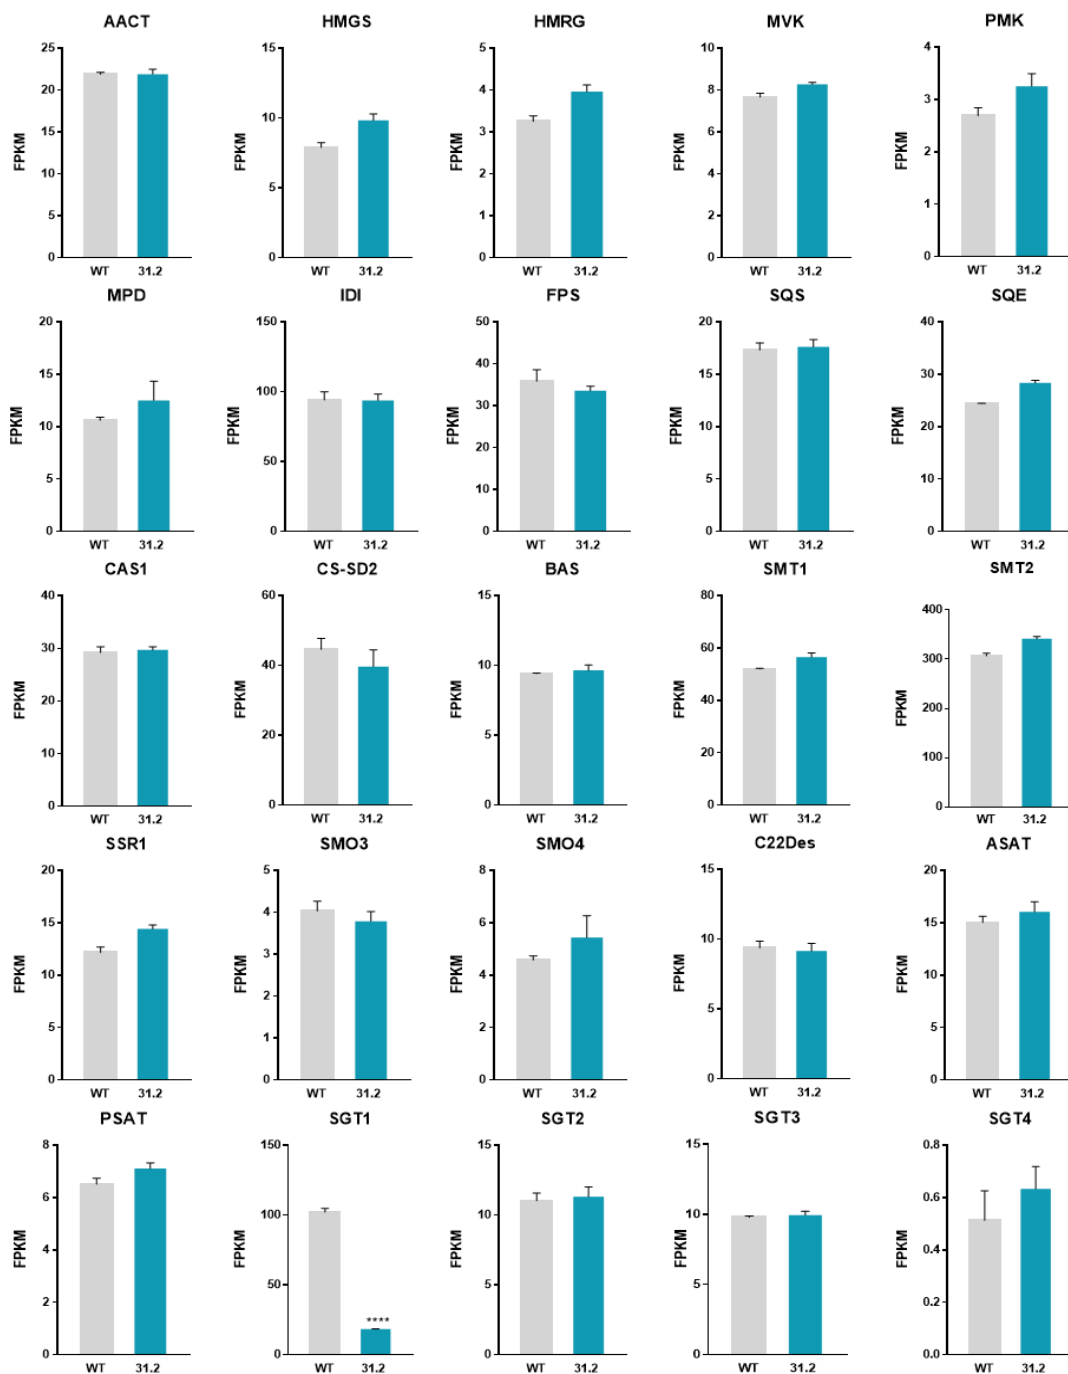 AACT HMGS HMRG MVK PMK
FPKM 25 20 15 10 5 0 WT 31.2
FPKM 15 10 5 0 WT 31.2
FPKM 5 4 3 2 1 0 WT 31.2
FPKM 10 8 6 4 2 0 WT 31.2
FPKM 4 3 2 1 0 WT 31.2
MPD IDI FPS SQS SQE
FPKM 20 15 10 5 0 WT 31.2
FPKM 150 100 50 0 WT 31.2
FPKM 50 40 30 20 10 0 WT 31.2
FPKM 20 15 10 5 0 WT 31.2
FPKM 40 30 20 10 0 WT 31.2
CAS1 CS-SD2 BAS SMT1 SMT2
FPKM 40 30 20 10 0 WT 31.2
FPKM 60 40 20 0 WT 31.2
FPKM 15 10 5 0 WT 31.2
FPKM 80 60 40 20 0 WT 31.2
FPKM 400 300 200 100 0 WT 31.2
SSR1 SMO3 SMO4 C22Des ASAT
FPKM 20 15 10 5 0 WT 31.2
FPKM 5 4 3 2 1 0 WT 31.2
FPKM 8 6 4 2 0 WT 31.2
FPKM 15 10 5 0 WT 31.2
FPKM 20 15 10 5 0 WT 31.2
PSAT SGT1 SGT2 SGT3 SGT4
FPKM 8 6 4 2 0 WT 31.2
FPKM 150 100 50 0 **** WT 31.2
FPKM 15 10 5 0 WT 31.2
FPKM 15 10 5 0 WT 31.2
FPKM 0.8 0.6 0.4 0.2 0.0 WT 31.2